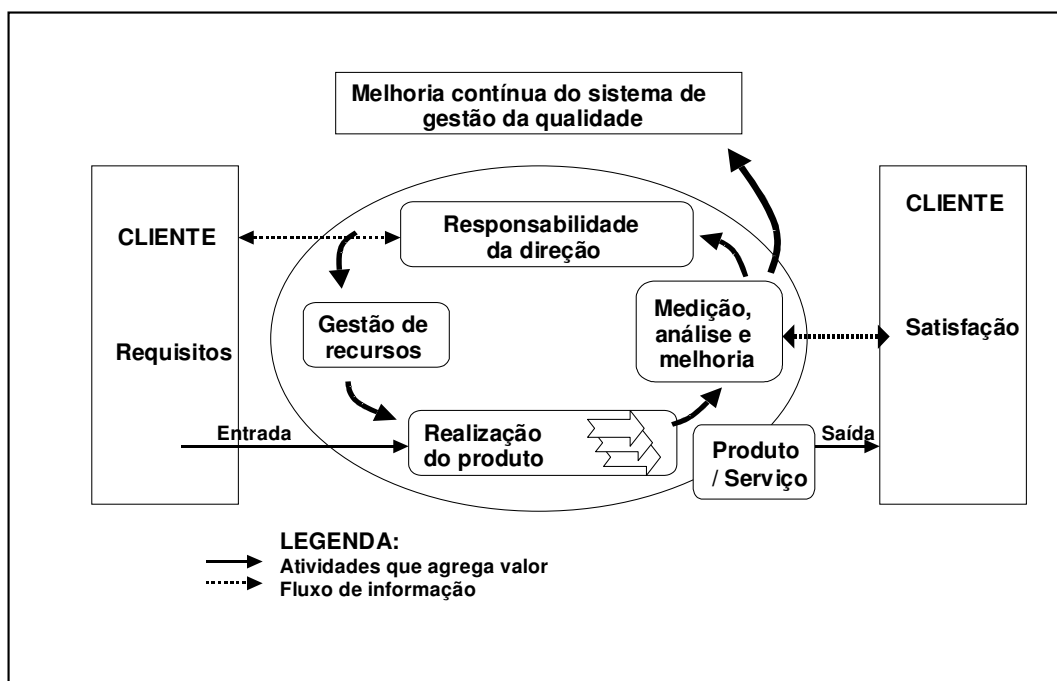 Melhoria contínua do sistema de
gestão da qualidade
CLIENTE
Requisitos
Responsabilidade
da direção
Gestão de
recursos
Medição,
análise e
melhoria
CLIENTE
Satisfação
Entrada
Realização
do produto
Produto
/ Serviço
Saída
LEGENDA:
Atividades que agrega valor
Fluxo de informação